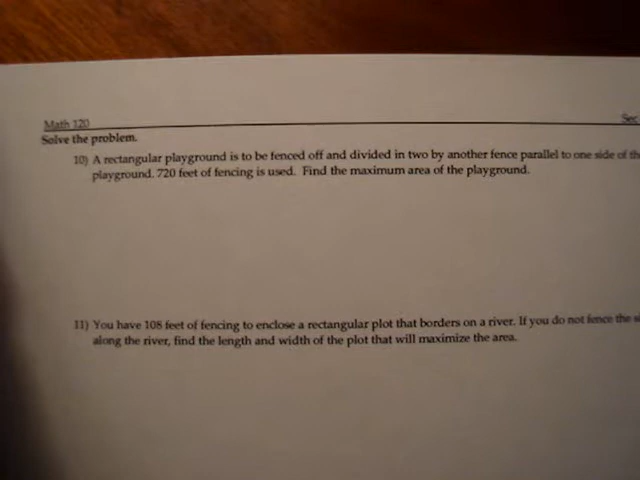 Math 120
Sec
Solve the problem.
10) A rectangular playground is to be fenced off and divided in two by another fence parallel to one side of
playground. 720 feet of fencing is used. Find the maximum area of the playground.
11) You have 108 feet of fencing to enclose a rectangular plot that borders on a river. If you do not fence the
along the river, find the length and width of the plot that will maximize the area.